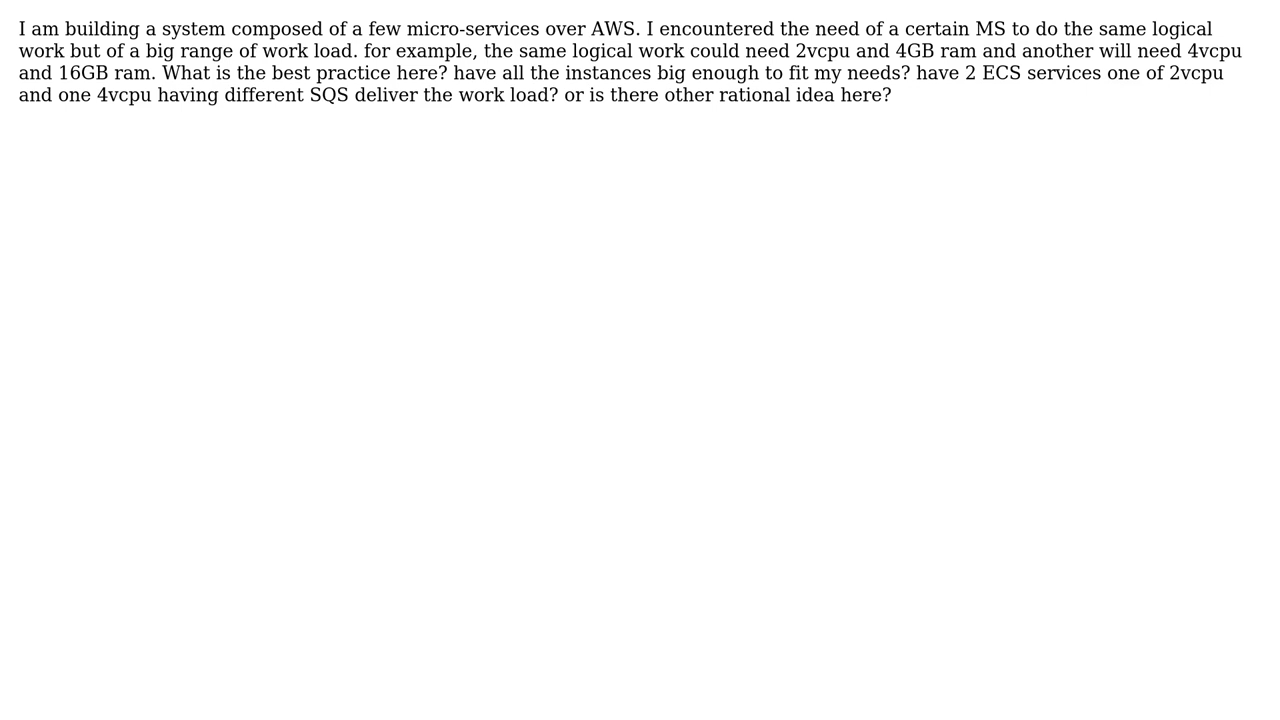 I am building a system composed of a few micro-services over AWS. I encountered the need of a certain MS to do the same logical
work but of a big range of work load. for example, the same logical work could need 2vcpu and 4GB ram and another will need 4vcpu
and 16GB ram. What is the best practice here? have all the instances big enough to fit my needs? have 2 ECS services one of 2vcpu
and one 4vcpu having different SQS deliver the work load? or is there other rational idea here?